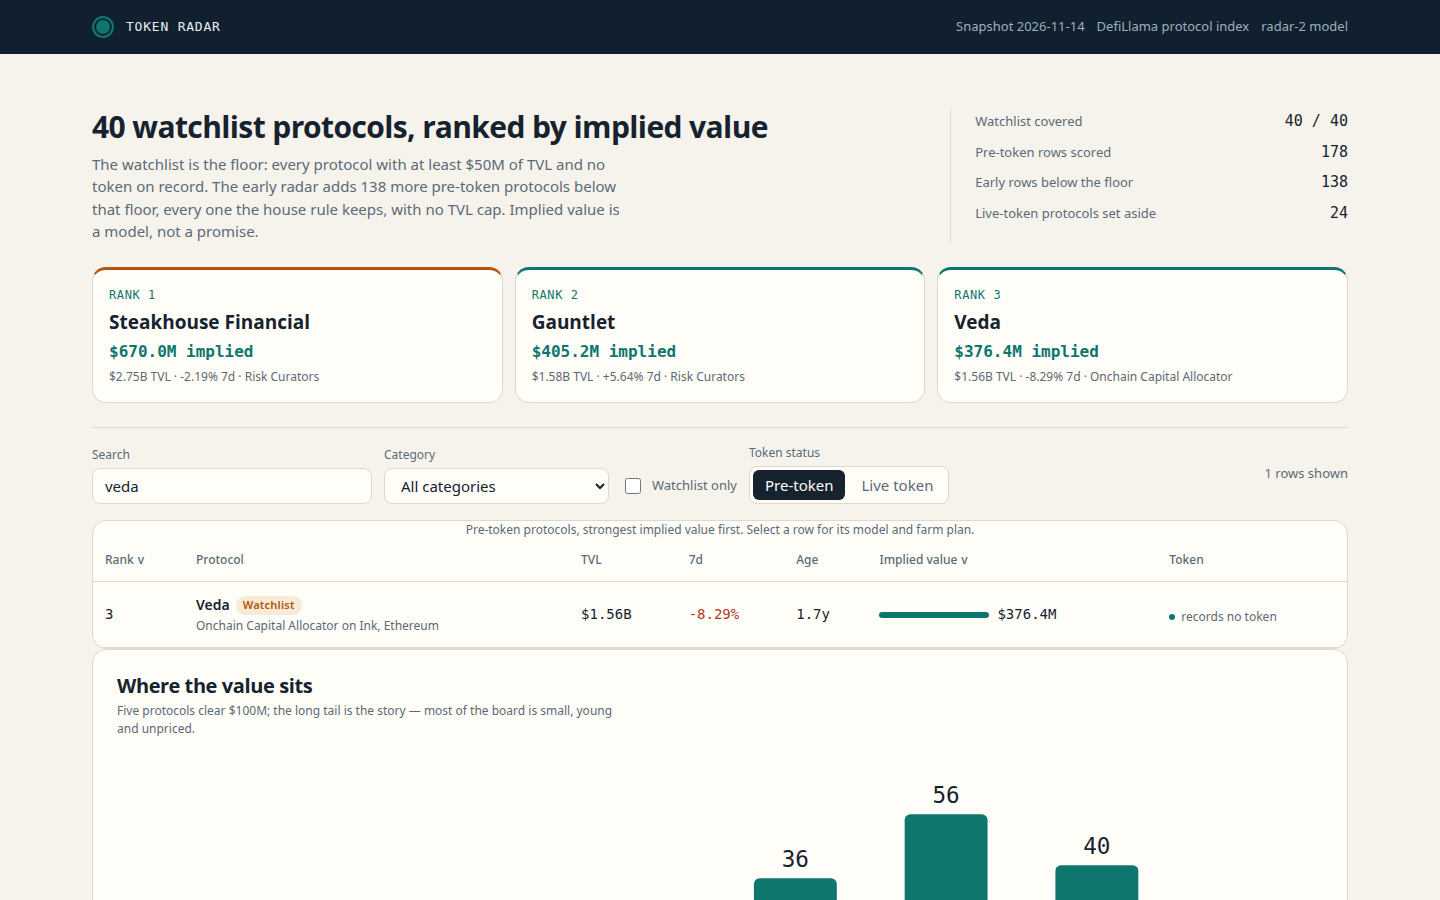 TOKEN RADAR
Snapshot 2026-11-14 DefiLlama protocol index radar-2 model
40 watchlist protocols, ranked by implied value
The watchlist is the floor: every protocol with at least $50M of TVL and no
token on record. The early radar adds 138 more pre-token protocols below
that floor, every one the house rule keeps, with no TVL cap. Implied value is
a model, not a promise.
Watchlist covered 40 / 40
Pre-token rows scored 178
Early rows below the floor 138
Live-token protocols set aside 24
RANK 1
Steakhouse Financial
$670.0M implied
$2.75B TVL · -2.19% 7d · Risk Curators
RANK 2
Gauntlet
$405.2M implied
$1.58B TVL · +5.64% 7d · Risk Curators
RANK 3
Veda
$376.4M implied
$1.56B TVL · -8.29% 7d · Onchain Capital Allocator
Search
veda
Category
All categories
Watchlist only
Token status
Pre-token Live token
1 rows shown
Pre-token protocols, strongest implied value first. Select a row for its model and farm plan.
Rank v Protocol TVL 7d Age Implied value v Token
3 Veda Watchlist $1.56B -8.29% 1.7y $376.4M records no token
Onchain Capital Allocator on Ink, Ethereum
Where the value sits
Five protocols clear $100M; the long tail is the story — most of the board is small, young
and unpriced.
56
40
36